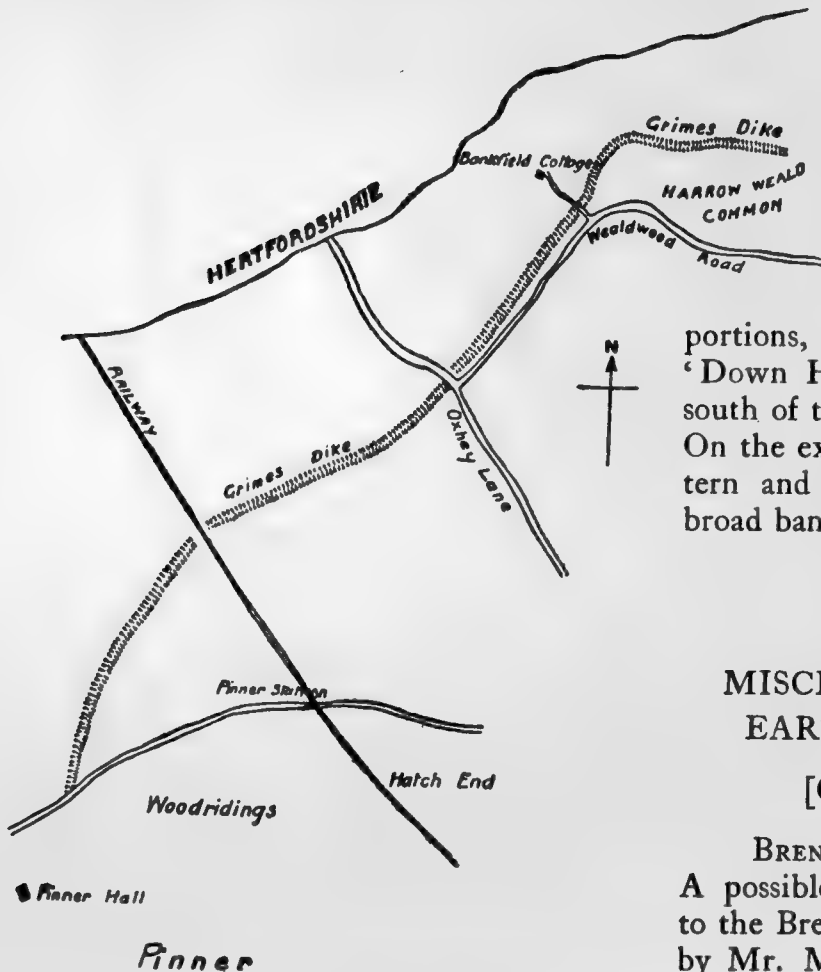 Grimes Dike
Bankfield Cottage
HARROW WEALD
COMMON
HERTFORDSHIRE
Wealdwood Road
RAILWAY
N
Grimes Dike
Oxhey Lane
Pinner Station
Hatch End
Woodridings
Pinner Hall
Pinner
portions,
‘Down H
south of t
On the ex
tern and
broad ban
MISCE
EAR
[
BREN
A possible
to the Bre
by Mr. M